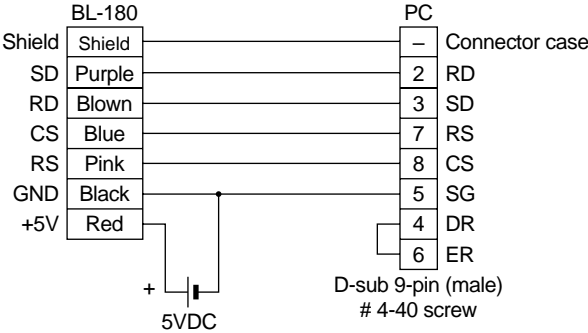 BL-180 PC
Shield Shield – Connector case
SD Purple 2 RD
RD Blown 3 SD
CS Blue 7 RS
RS Pink 8 CS
GND Black 5 SG
+5V Red 4 DR
6 ER
+
5VDC
D-sub 9-pin (male)
# 4-40 screw